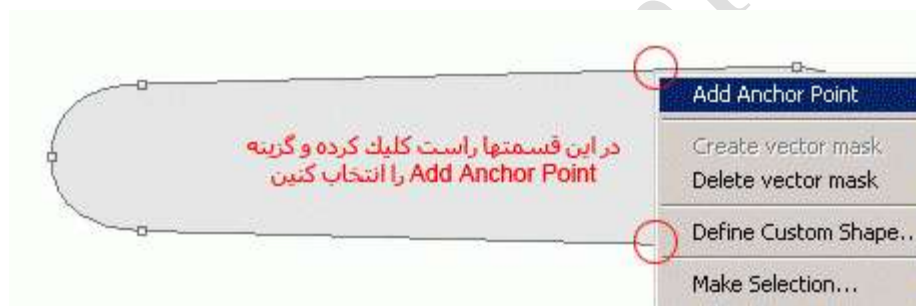 Add Anchor Point
در این قسمتها راست کلیك کرده و گزینه
Add Anchor Point را انتخاب کنین
Create vector mask
Delete vector mask
Define Custom Shape..
Make Selection...